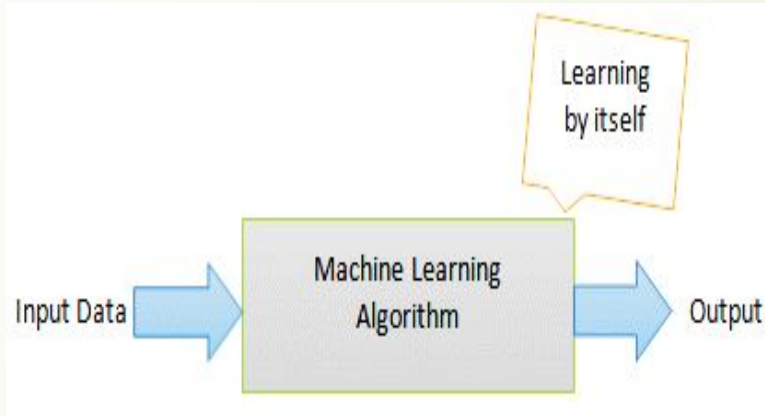 Learning
by itself
Machine Learning
Algorithm
Input Data
Output